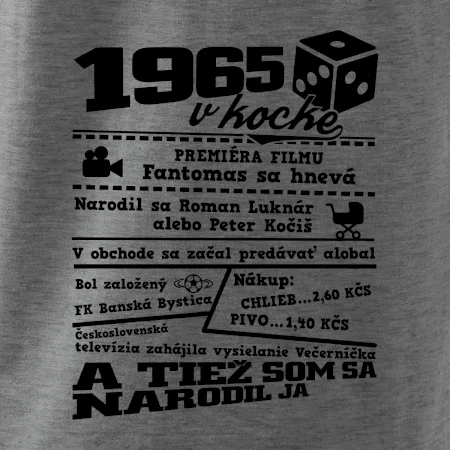 1965
v kocke
PREMIÉRA FILMU
Fantomas sa hnevá
Narodil sa Roman Luknár
alebo Peter Kočiš
V obchode sa začal predávať alobal
Bol založený
FK Banská Bystica
Nákup:
CHLIEB...2,60 KČS
PIVO...1,40 KČS
Československá
televízia zahájila vysielanie Večerníčka
A TIEŽ SOM SA
NARODIL JA